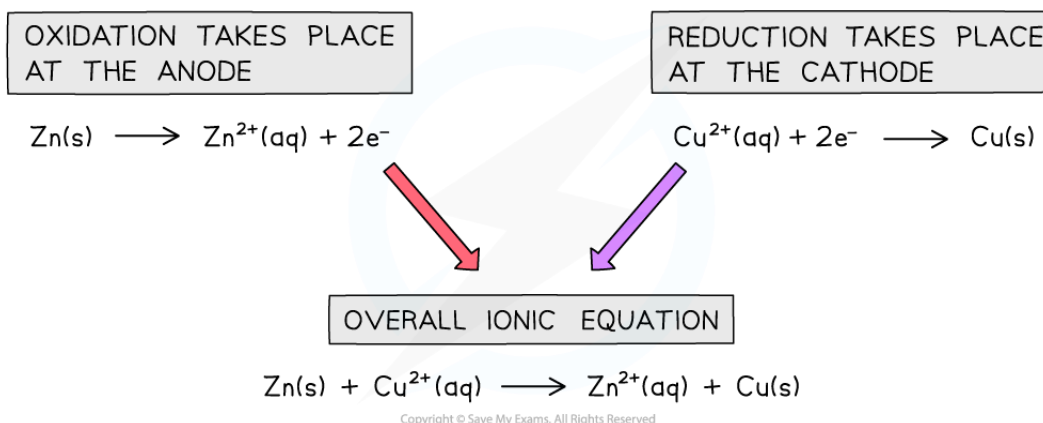 OXIDATION TAKES PLACE
AT THE ANODE
Zn(s) ⟶ Zn²⁺(aq) + 2e⁻
REDUCTION TAKES PLACE
AT THE CATHODE
Cu²⁺(aq) + 2e⁻ ⟶ Cu(s)
OVERALL IONIC EQUATION
Zn(s) + Cu²⁺(aq) ⟶ Zn²⁺(aq) + Cu(s)
Copyright © Save My Exams. All Rights Reserved